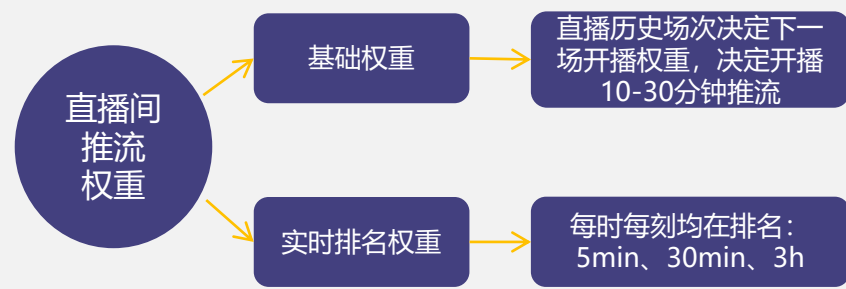 直播间
推流
权重
基础权重
直播历史场次决定下一
场开播权重，决定开播
10-30分钟推流
实时排名权重
每时每刻均在排名：
5min、30min、3h